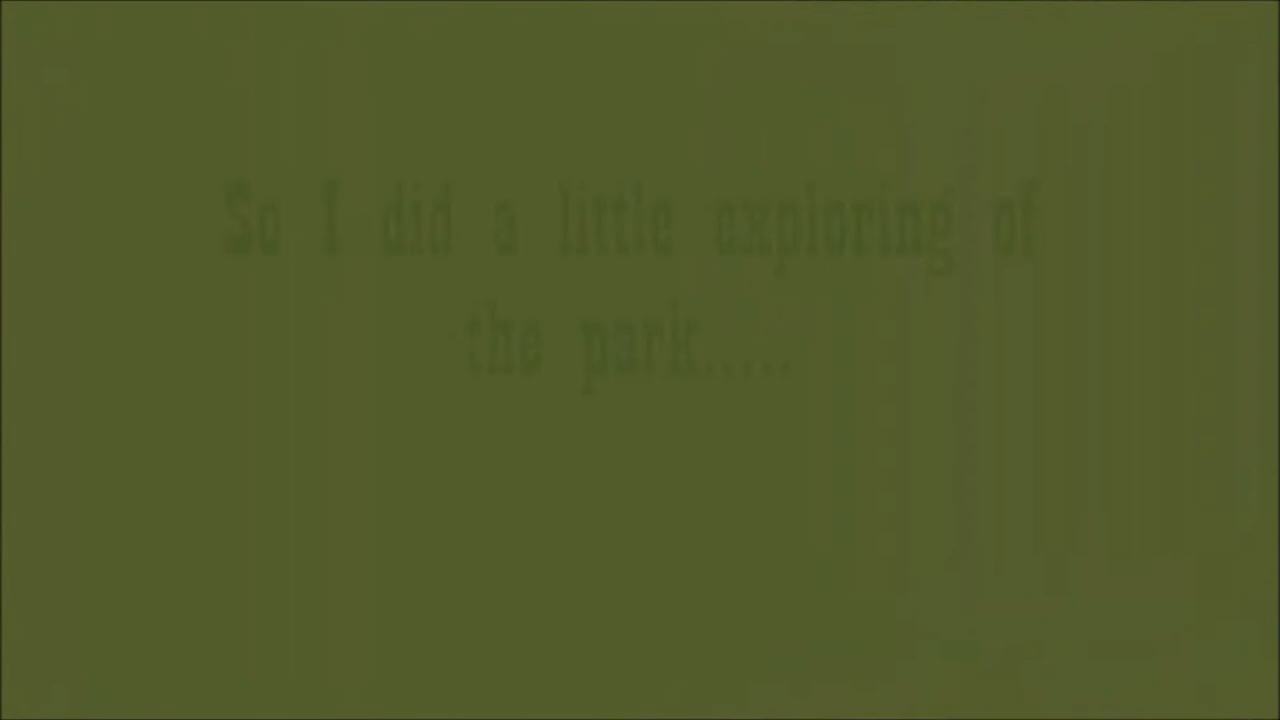 So I did a little exploring of
the park.....